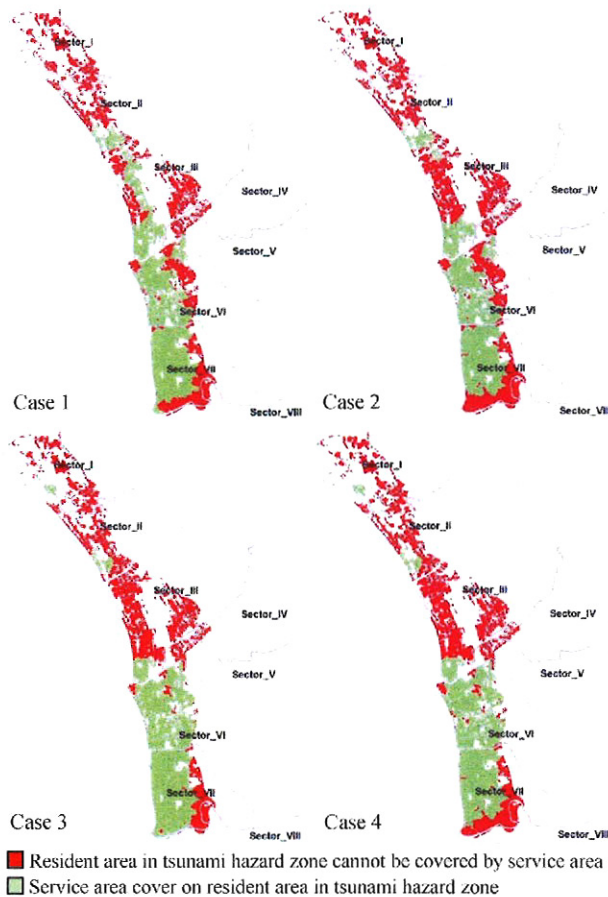 Sector_I
Sector_II
Sector_III
Sector_IV
Sector_V
Sector_VI
Sector_VII
Sector_VIII
Case 1
Sector_I
Sector_II
Sector_III
Sector_IV
Sector_V
Sector_VI
Sector_VII
Sector_VII
Case 2
Sector_I
Sector_II
Sector_III
Sector_IV
Sector_V
Sector_VI
Sector_VII
Sector_VIII
Case 3
Sector_I
Sector_II
Sector_III
Sector_IV
Sector_V
Sector_VI
Sector_VII
Sector_VII
Case 4
Resident area in tsunami hazard zone cannot be covered by service area
Service area cover on resident area in tsunami hazard zone